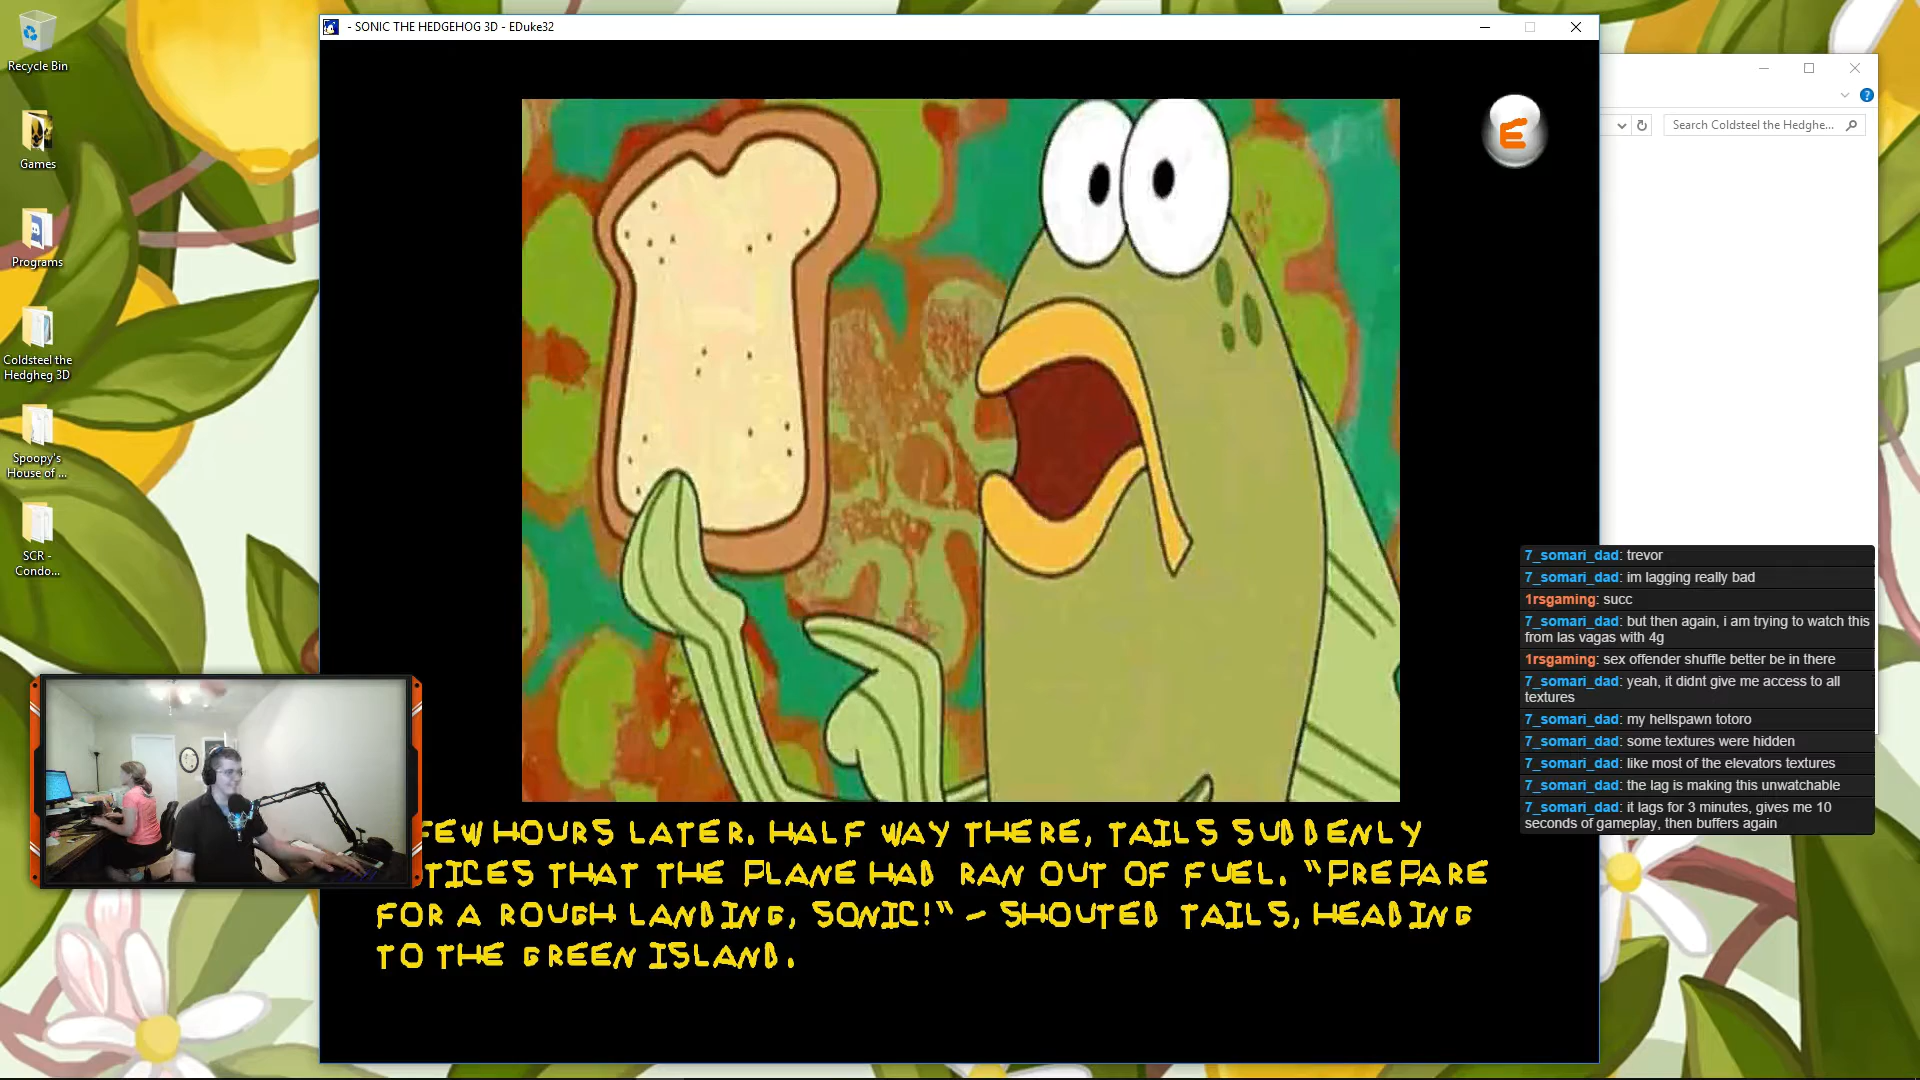 - SONIC THE HEDGEHOG 3D - EDuke32
Recycle Bin
Games
Programs
Coldsteel the
Hedgheg 3D
Spoopy's
House of ...
SCR -
Condo...
Search Coldsteel the Hedghe...
E
7_somari_dad: trevor
7_somari_dad: im lagging really bad
1rsgaming: succ
7_somari_dad: but then again, i am trying to watch this
from las vagas with 4g
1rsgaming: sex offender shuffle better be in there
7_somari_dad: yeah, it didnt give me access to all
textures
7_somari_dad: my hellspawn totoro
7_somari_dad: some textures were hidden
7_somari_dad: like most of the elevators textures
7_somari_dad: the lag is making this unwatchable
7_somari_dad: it lags for 3 minutes, gives me 10
seconds of gameplay, then buffers again
FEW HOURS LATER. HALF WAY THERE, TAILS SUDDENLY
TICES THAT THE PLANE HAD RAN OUT OF FUEL. "PREPARE
FOR A ROUGH LANDING, SONIC!" - SHOUTED TAILS, HEADING
TO THE GREEN ISLAND.